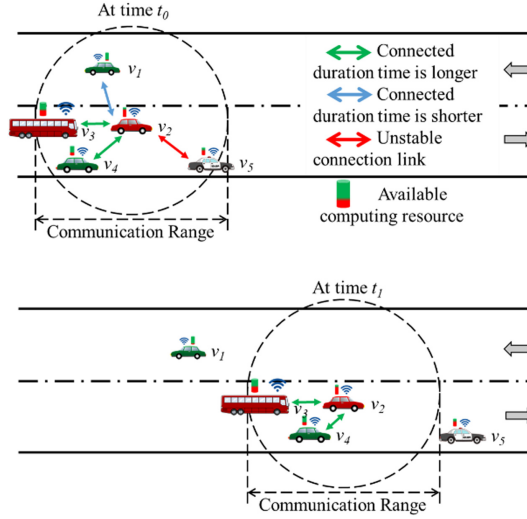 At time t0
v1
v3
v2
v4
v5
Communication Range
Connected
duration time is longer
Connected
duration time is shorter
Unstable
connection link
Available
computing resource
At time t1
v1
v3
v2
v4
v5
Communication Range